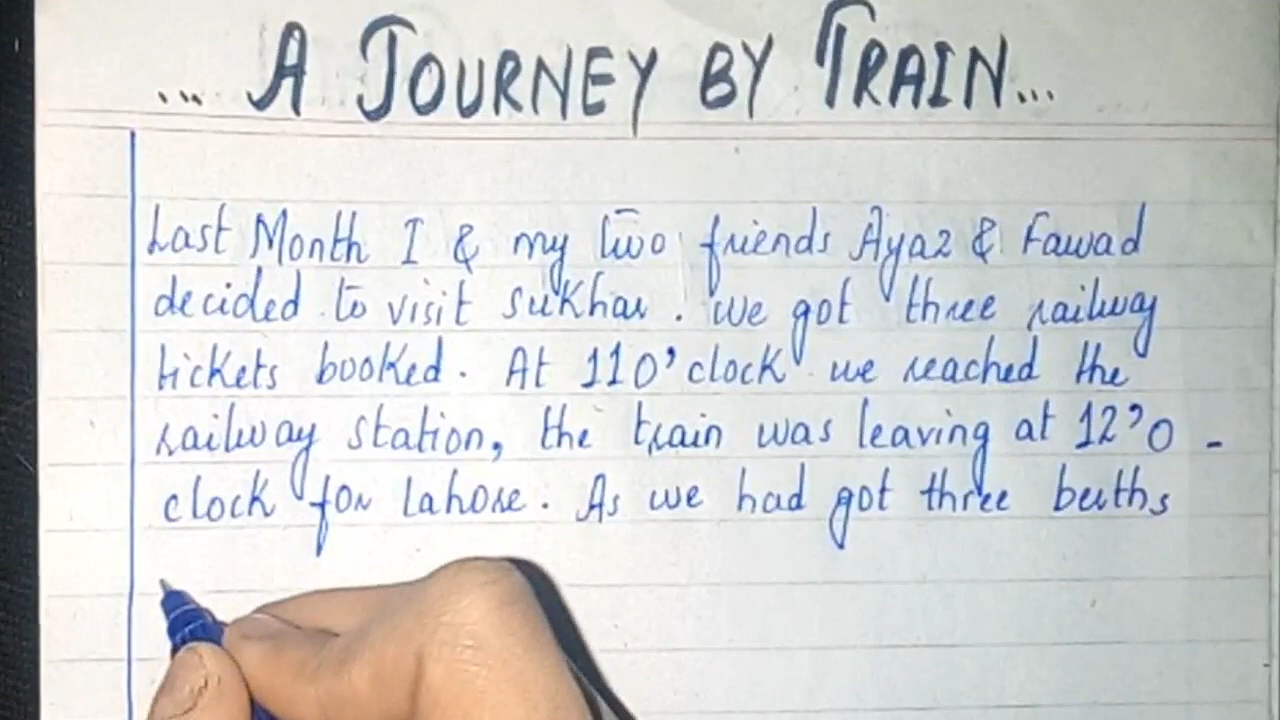 ... A JOURNEY BY TRAIN...
Last Month I & my two friends Ayaz & Fawad
decided to visit sukhar. we got three railway
tickets booked. At 11 O'clock we reached the
railway station, the train was leaving at 12'O -
clock for Lahore. As we had got three berths